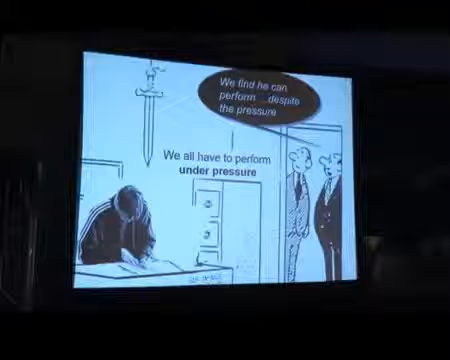 We find he can
perform ...despite
the pressure
We all have to perform
under pressure